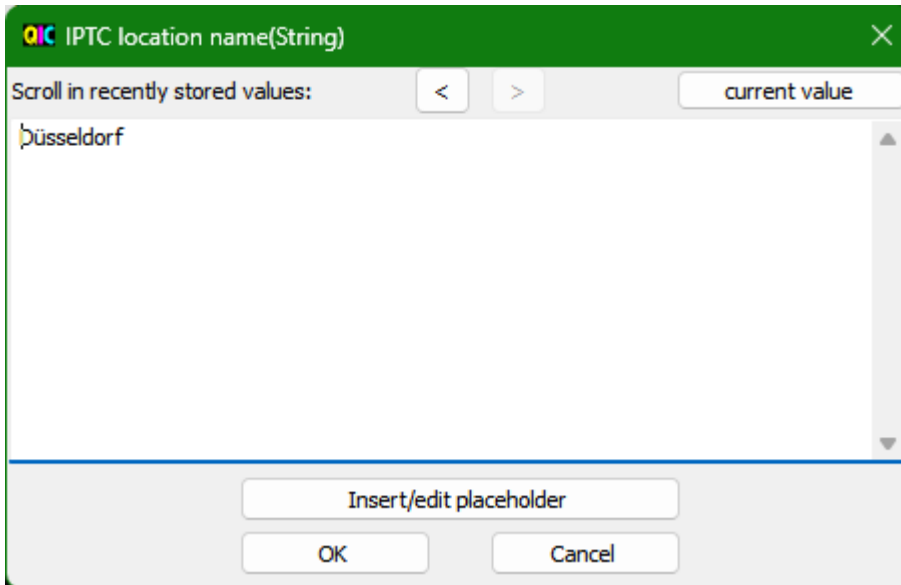 QIC IPTC location name(String)
Scroll in recently stored values: < > current value
Düsseldorf
Insert/edit placeholder
OK Cancel